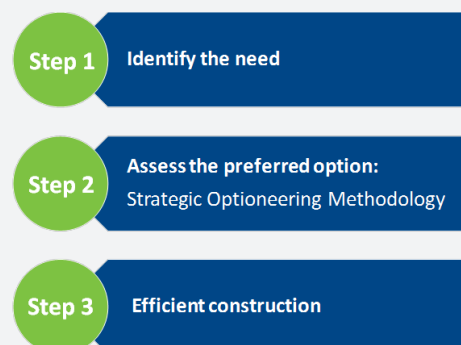 Step 1
Identify the need
Step 2
Assess the preferred option:
Strategic Optioneering Methodology
Step 3
Efficient construction